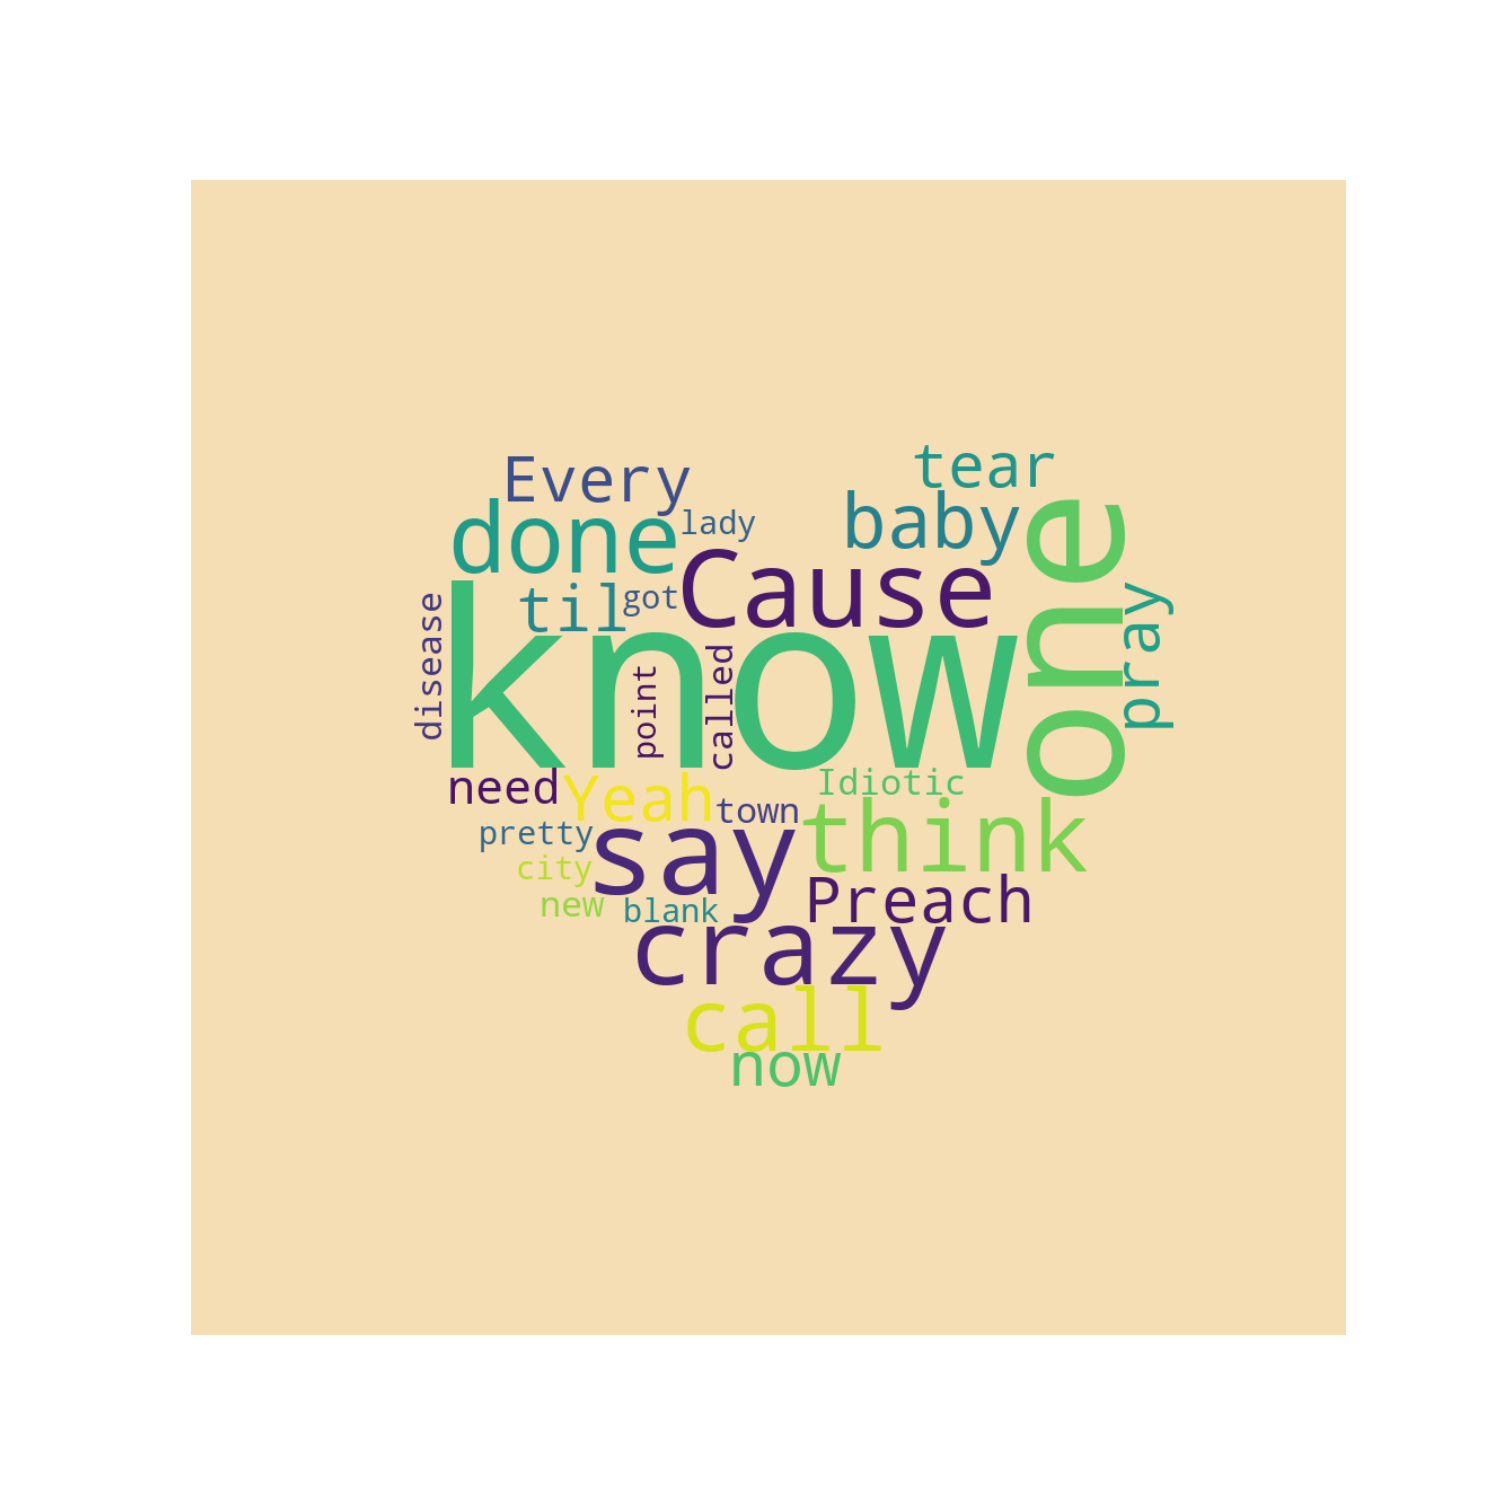 tear
Every
baby
done
lady
one
Cause
til
got
pray
disease
know
point
called
need
Yeah
town
Idiotic
pretty
say
think
city
new
blank
Preach
crazy
call
now